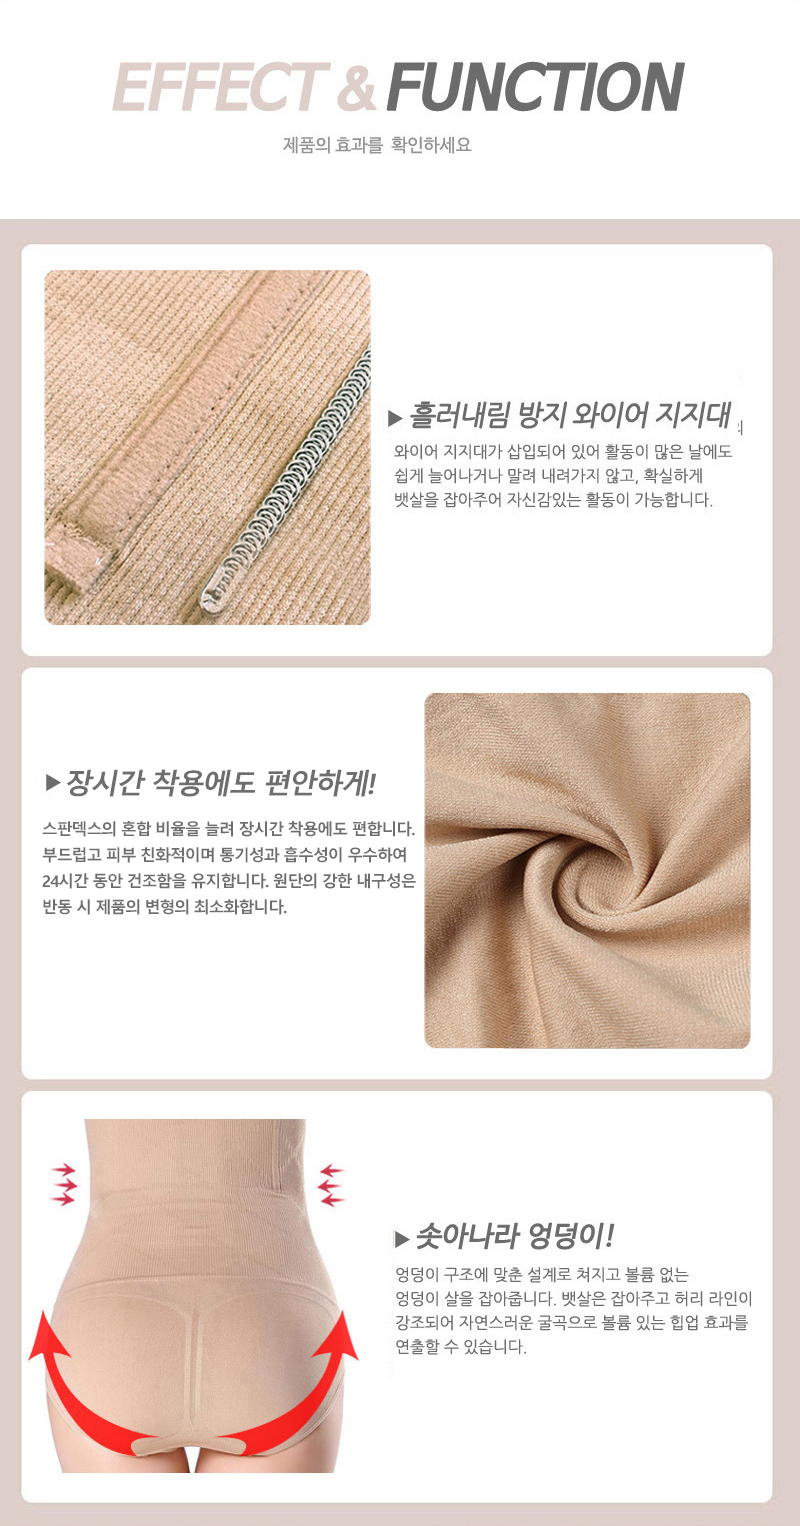 EFFECT & FUNCTION
제품의 효과를 확인하세요
▶ 흘러내림 방지 와이어 지지대
와이어 지지대가 삽입되어 있어 활동이 많은 날에도
쉽게 늘어나거나 말려 내려가지 않고, 확실하게
뱃살을 잡아주어 자신감있는 활동이 가능합니다.
▶ 장시간 착용에도 편안하게!
스판덱스의 혼합 비율을 늘려 장시간 착용에도 편합니다.
부드럽고 피부 친화적이며 통기성과 흡수성이 우수하여
24시간 동안 건조함을 유지합니다. 원단의 강한 내구성은
반동 시 제품의 변형의 최소화합니다.
▶ 솟아나라 엉덩이!
엉덩이 구조에 맞춘 설계로 쳐지고 볼륨 없는
엉덩이 살을 잡아줍니다. 뱃살은 잡아주고 허리 라인이
강조되어 자연스러운 굴곡으로 볼륨 있는 힙업 효과를
연출할 수 있습니다.